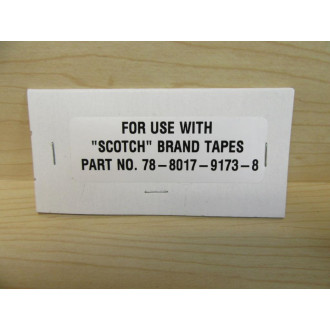 FOR USE WITH
"SCOTCH" BRAND TAPES
PART NO. 78-8017-9173-8